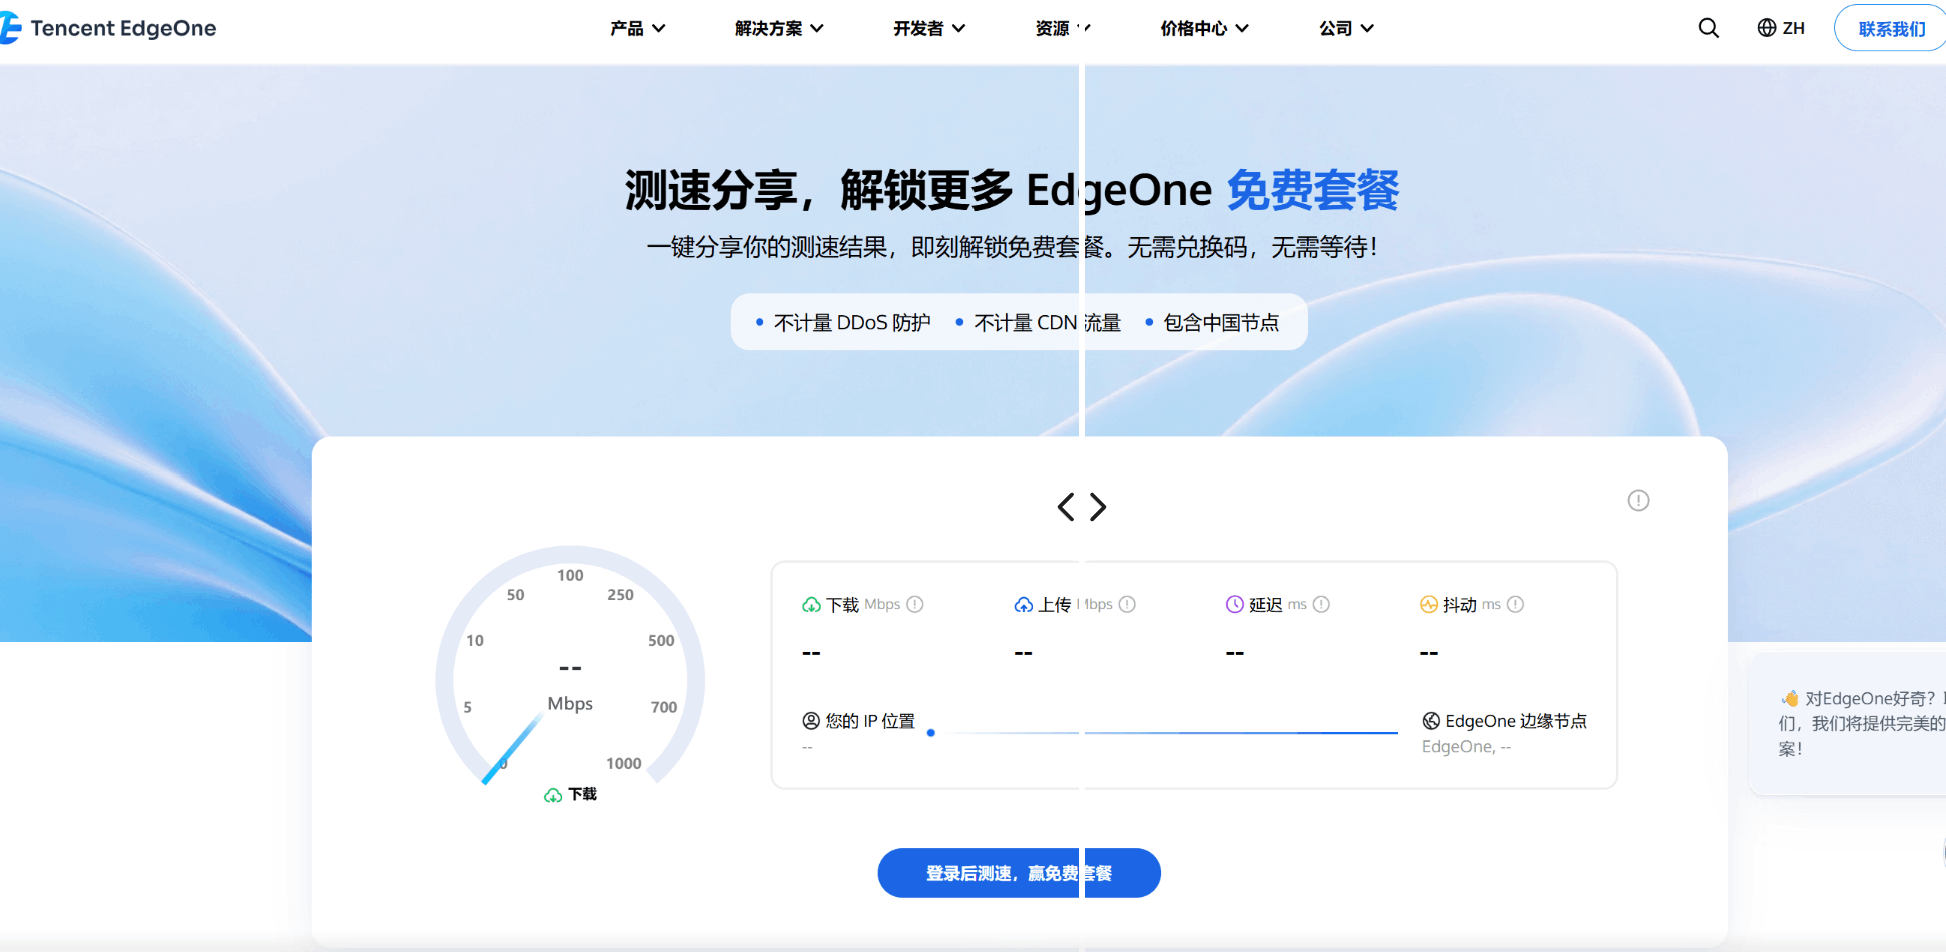 Tencent EdgeOne
产品
解决方案
开发者
资源
价格中心
公司
ZH
联系我们
测速分享，解锁更多 EdgeOne 免费套餐
一键分享你的测速结果，即刻解锁免费套餐。无需兑换码，无需等待！
不计量 DDoS 防护
不计量 CDN 流量
包含中国节点
100
50
250
10
500
--
Mbps
5
700
0
1000
下载
下载 Mbps
上传 Mbps
延迟 ms
抖动 ms
--
--
--
--
您的 IP 位置
--
EdgeOne 边缘节点
EdgeOne, --
登录后测速，赢免费套餐
👋 对EdgeOne好奇？
们，我们将提供完美的
案！